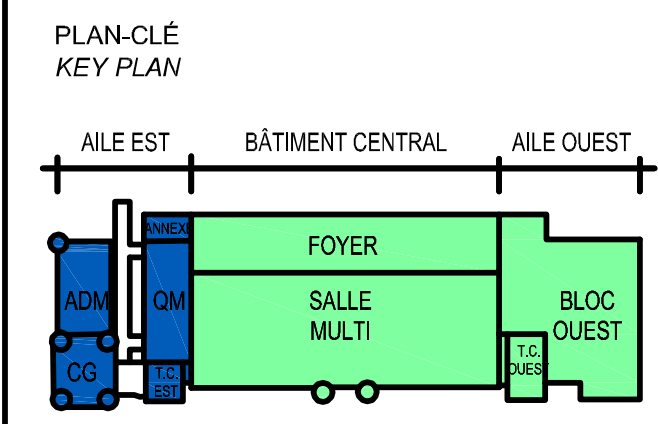 PLAN-CLÉ
KEY PLAN
AILE EST
BÂTIMENT CENTRAL
AILE OUEST
ANNEXE
FOYER
ADM
QM
SALLE
MULTI
BLOC
OUEST
CG
T.C.
EST
T.C.
OUEST